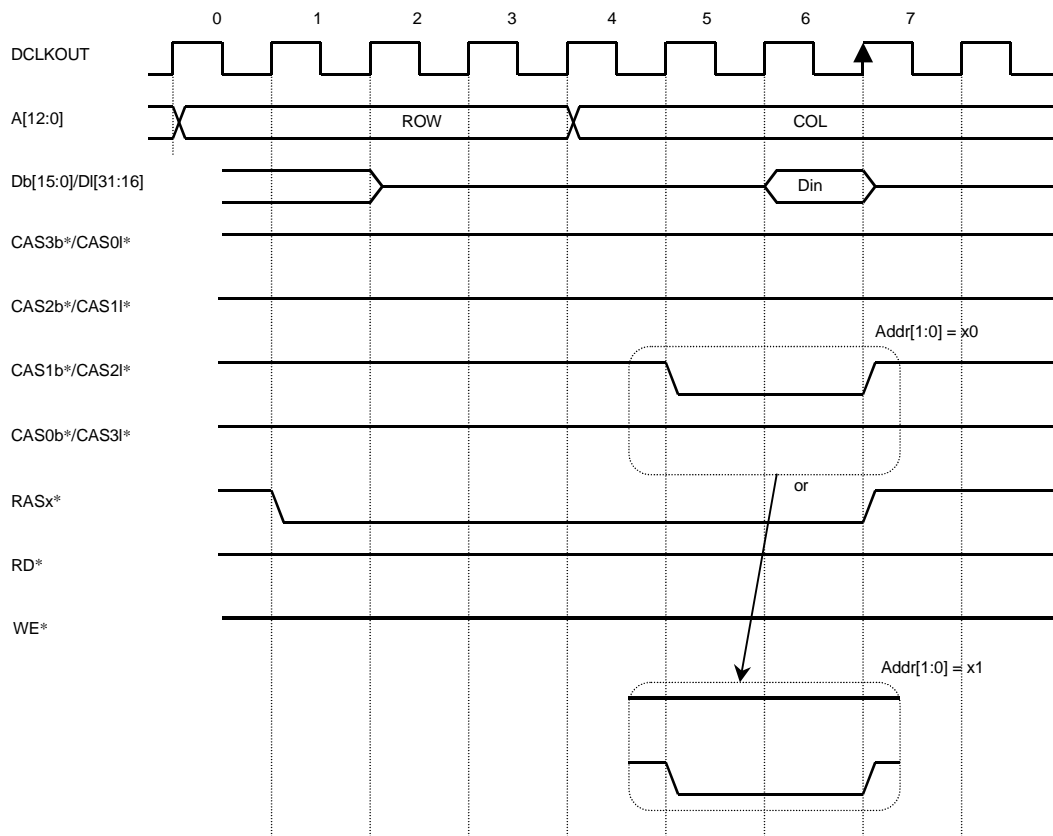 0 1 2 3 4 5 6 7
DCLKOUT
A[12:0] ROW COL
Db[15:0]/Dl[31:16] Din
CAS3b*/CAS0l*
CAS2b*/CAS1l*
Addr[1:0] = x0
CAS1b*/CAS2l*
CAS0b*/CAS3l*
RASx* or
RD*
WE*
Addr[1:0] = x1